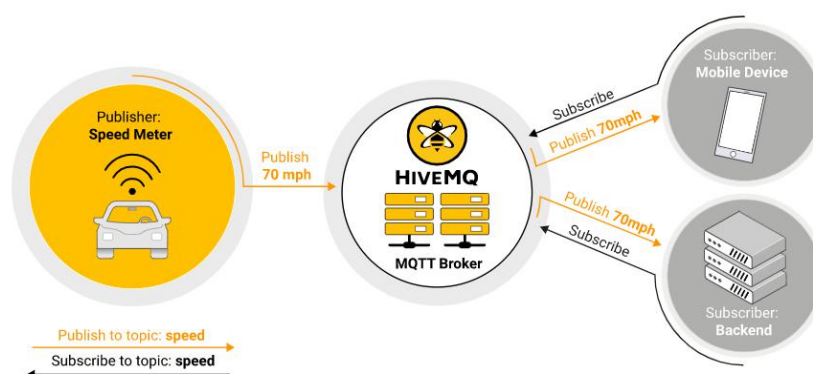 Publisher:
Speed Meter
Publish
70 mph
HIVEMQ
MQTT Broker
Subscribe
Publish 70mph
Subscriber:
Mobile Device
Publish 70mph
Subscribe
Subscriber:
Backend
Publish to topic: speed
Subscribe to topic: speed